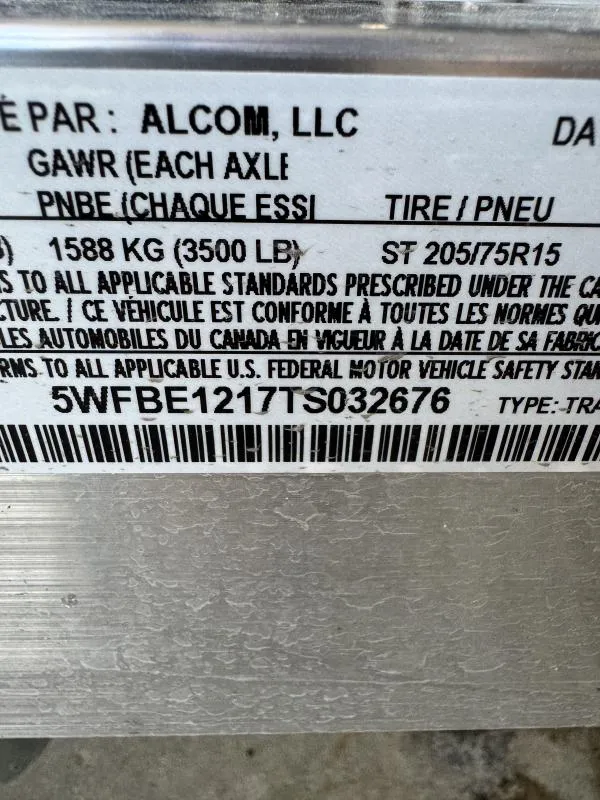 É PAR : ALCOM, LLC DA
GAWR (EACH AXLE
PNBE (CHAQUE ESSI TIRE / PNEU
) 1588 KG (3500 LB) ST 205/75R15
S TO ALL APPLICABLE STANDARDS PRESCRIBED UNDER THE CA
CTURE. / CE VÉHICULE EST CONFORME À TOUTES LES NORMES QU
LES AUTOMOBILES DU CANADA EN VIGUEUR À LA DATE DE SA FABRIC
RMS TO ALL APPLICABLE U.S. FEDERAL MOTOR VEHICLE SAFETY STAN
5WFBE1217TS032676 TYPE: TRA